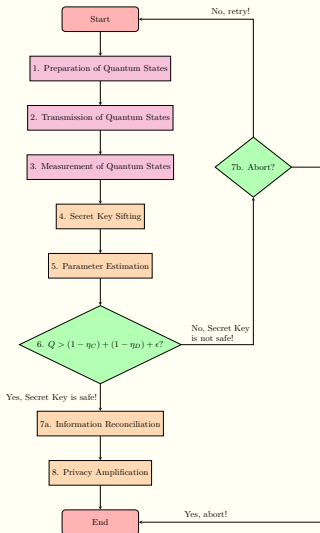 Start
No, retry!
1. Preparation of Quantum States
2. Transmission of Quantum States
3. Measurement of Quantum States
7b. Abort?
4. Secret Key Sifting
5. Parameter Estimation
6. Q > (1 − η_C) + (1 − η_D) + ϵ?
No, Secret Key
is not safe!
Yes, Secret Key is safe!
7a. Information Reconciliation
8. Privacy Amplification
Yes, abort!
End